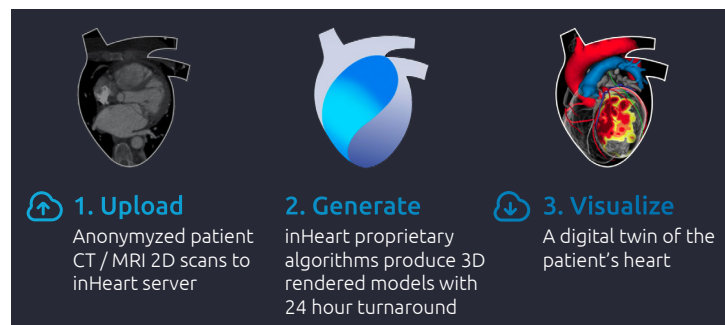 1. Upload
Anonymyzed patient
CT / MRI 2D scans to
inHeart server
2. Generate
inHeart proprietary
algorithms produce 3D
rendered models with
24 hour turnaround
3. Visualize
A digital twin of the
patient's heart